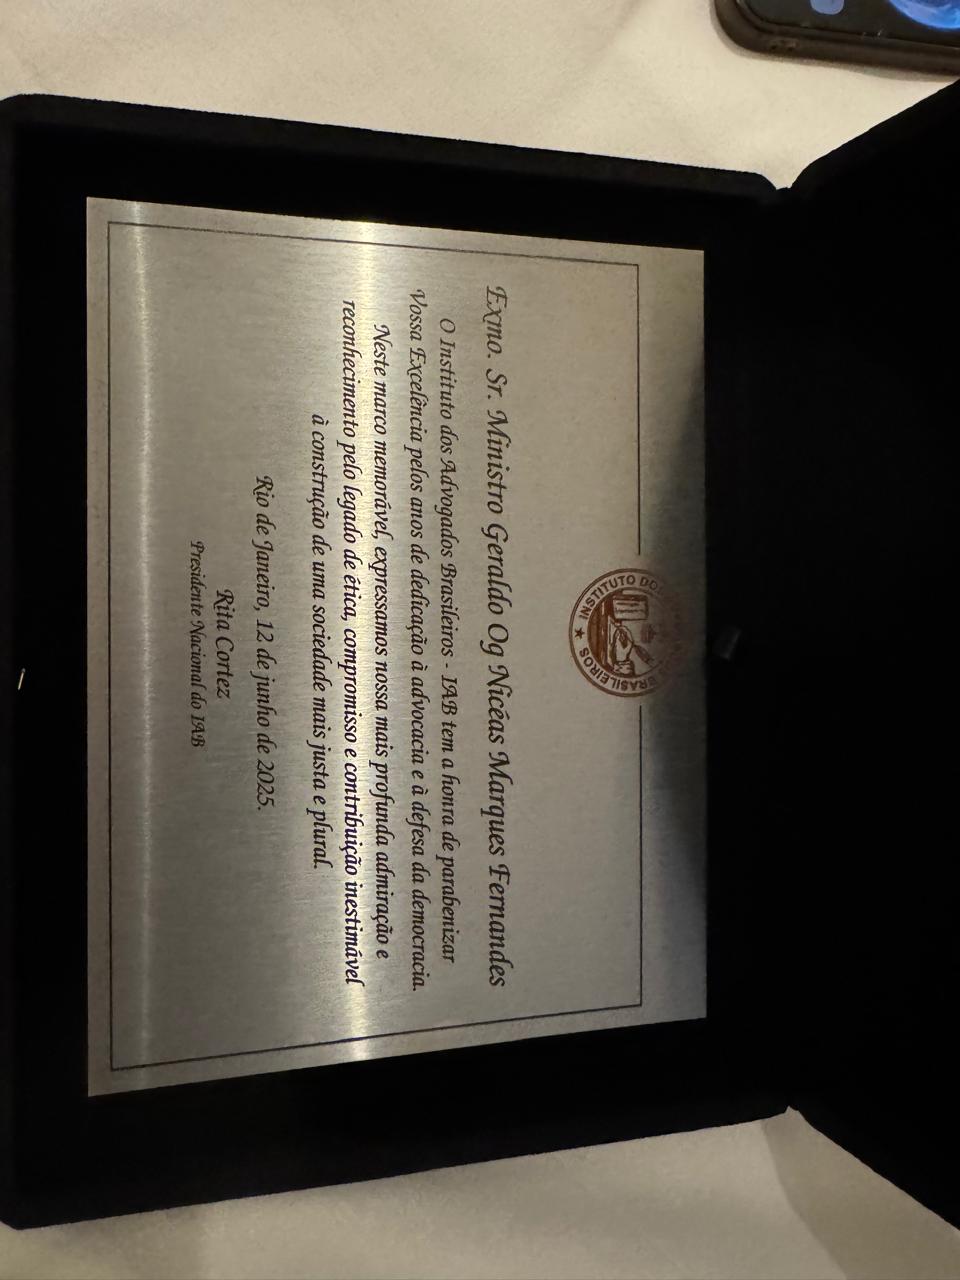 INSTITUTO DOS BRASILEIROS
Exmo. Sr. Ministro Geraldo Og Nicéas Marques Fernandes
O Instituto dos Advogados Brasileiros - IAB tem a honra de parabenizar
Vossa Excelência pelos anos de dedicação à advocacia e à defesa da democracia.
Neste marco memorável, expressamos nossa mais profunda admiração e
reconhecimento pelo legado de ética, compromisso e contribuição inestimável
à construção de uma sociedade mais justa e plural.
Rio de Janeiro, 12 de junho de 2025.
Rita Cortez
Presidente Nacional do IAB